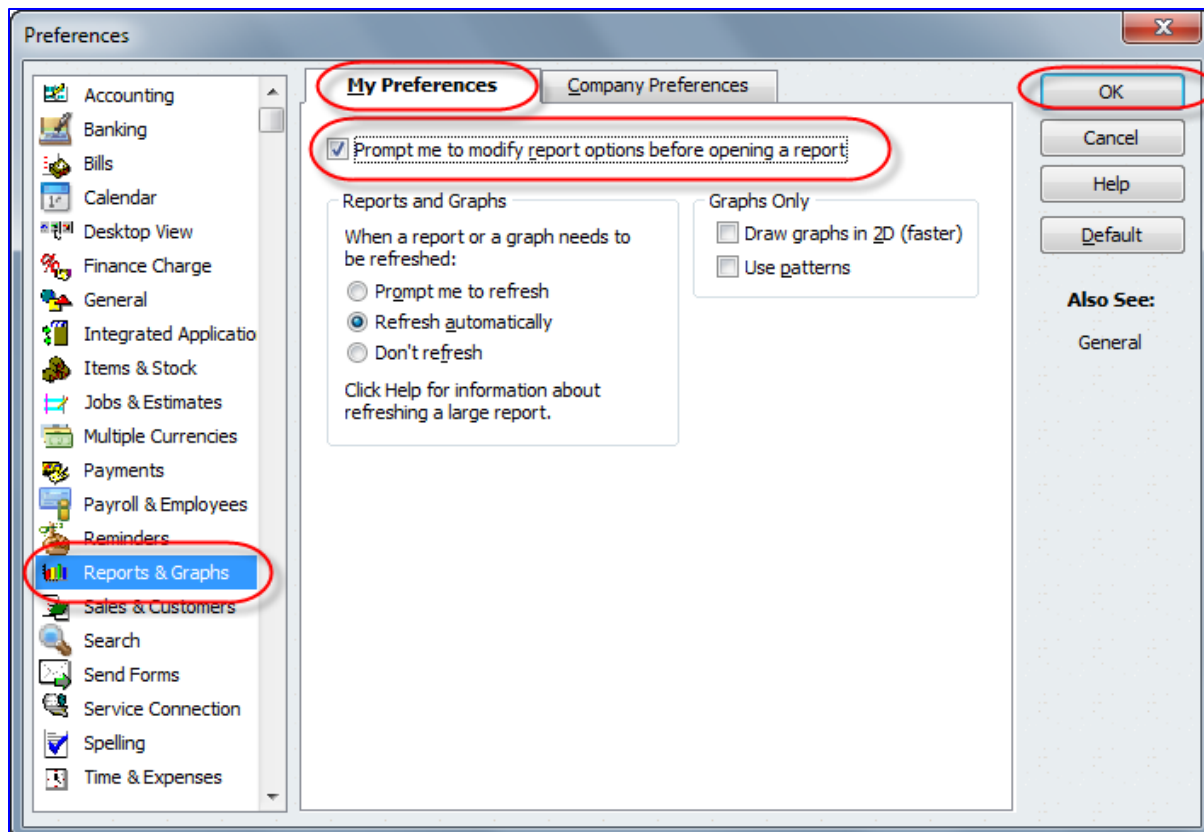 Preferences
Accounting
Banking
Bills
Calendar
Desktop View
Finance Charge
General
Integrated Applicatio
Items & Stock
Jobs & Estimates
Multiple Currencies
Payments
Payroll & Employees
Reminders
Reports & Graphs
Sales & Customers
Search
Send Forms
Service Connection
Spelling
Time & Expenses
My Preferences
Company Preferences
Prompt me to modify report options before opening a report
Reports and Graphs
When a report or a graph needs to
be refreshed:
Prompt me to refresh
Refresh automatically
Don't refresh
Click Help for information about
refreshing a large report.
Graphs Only
Draw graphs in 2D (faster)
Use patterns
OK
Cancel
Help
Default
Also See:
General